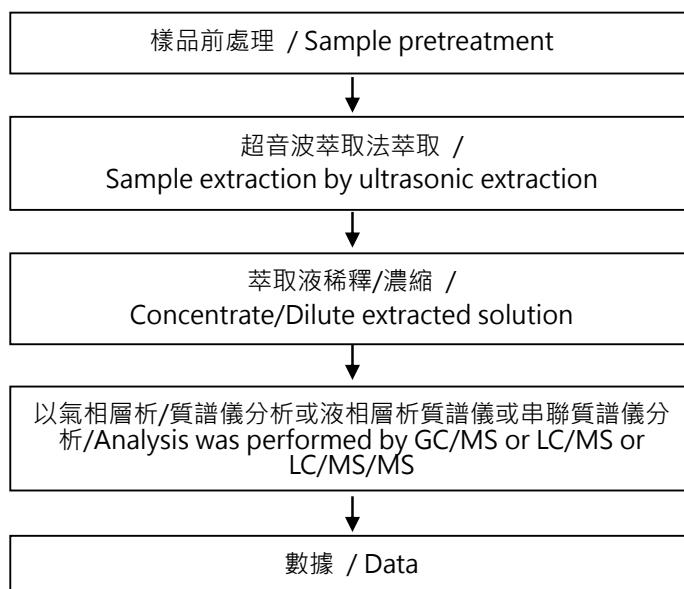 樣品前處理 / Sample pretreatment
超音波萃取法萃取 /
Sample extraction by ultrasonic extraction
萃取液稀釋/濃縮 /
Concentrate/Dilute extracted solution
以氣相層析/質譜儀分析或液相層析質譜儀或串聯質譜儀分
析/Analysis was performed by GC/MS or LC/MS or
LC/MS/MS
數據 / Data